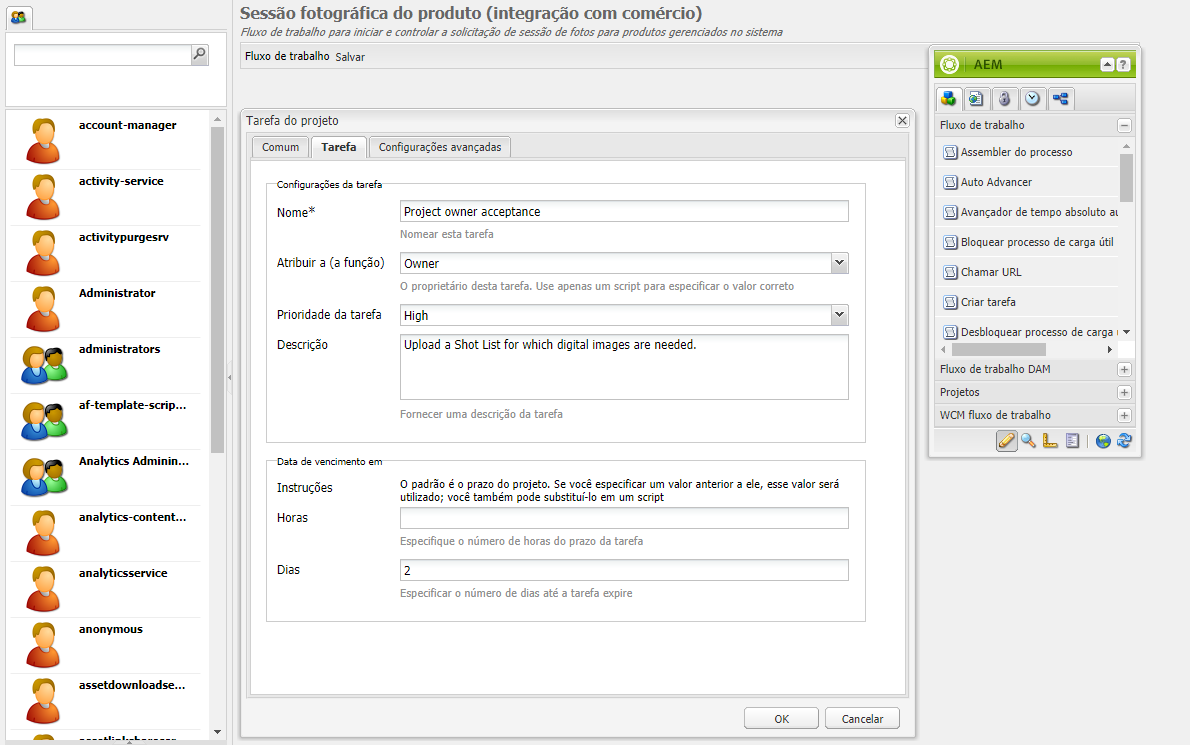 Sessão fotográfica do produto (integração com comércio)
Fluxo de trabalho para iniciar e controlar a solicitação de sessão de fotos para produtos gerenciados no sistema
Fluxo de trabalho Salvar
account-manager
activity-service
activitypurgesrv
Administrator
administrators
af-template-scrip...
Analytics Adminin...
analytics-content...
analyticsservice
anonymous
assetdownloadse...
Tarefa do projeto
Comum Tarefa Configurações avançadas
Configurações da tarefa
Nome* Project owner acceptance
Nomear esta tarefa
Atribuir a (a função) Owner
O proprietário desta tarefa. Use apenas um script para especificar o valor correto
Prioridade da tarefa High
Descrição Upload a Shot List for which digital images are needed.
Fornecer uma descrição da tarefa
Data de vencimento em
Instruções O padrão é o prazo do projeto. Se você especificar um valor anterior a ele, esse valor será
utilizado; você também pode substituí-lo em um script
Horas
Especifique o número de horas do prazo da tarefa
Dias 2
Especificar o número de dias até a tarefa expire
OK Cancelar
AEM ?
Fluxo de trabalho
Assembler do processo
Auto Advancer
Avançador de tempo absoluto au
Bloquear processo de carga útil
Chamar URL
Criar tarefa
Desbloquear processo de carga
Fluxo de trabalho DAM
Projetos
WCM fluxo de trabalho